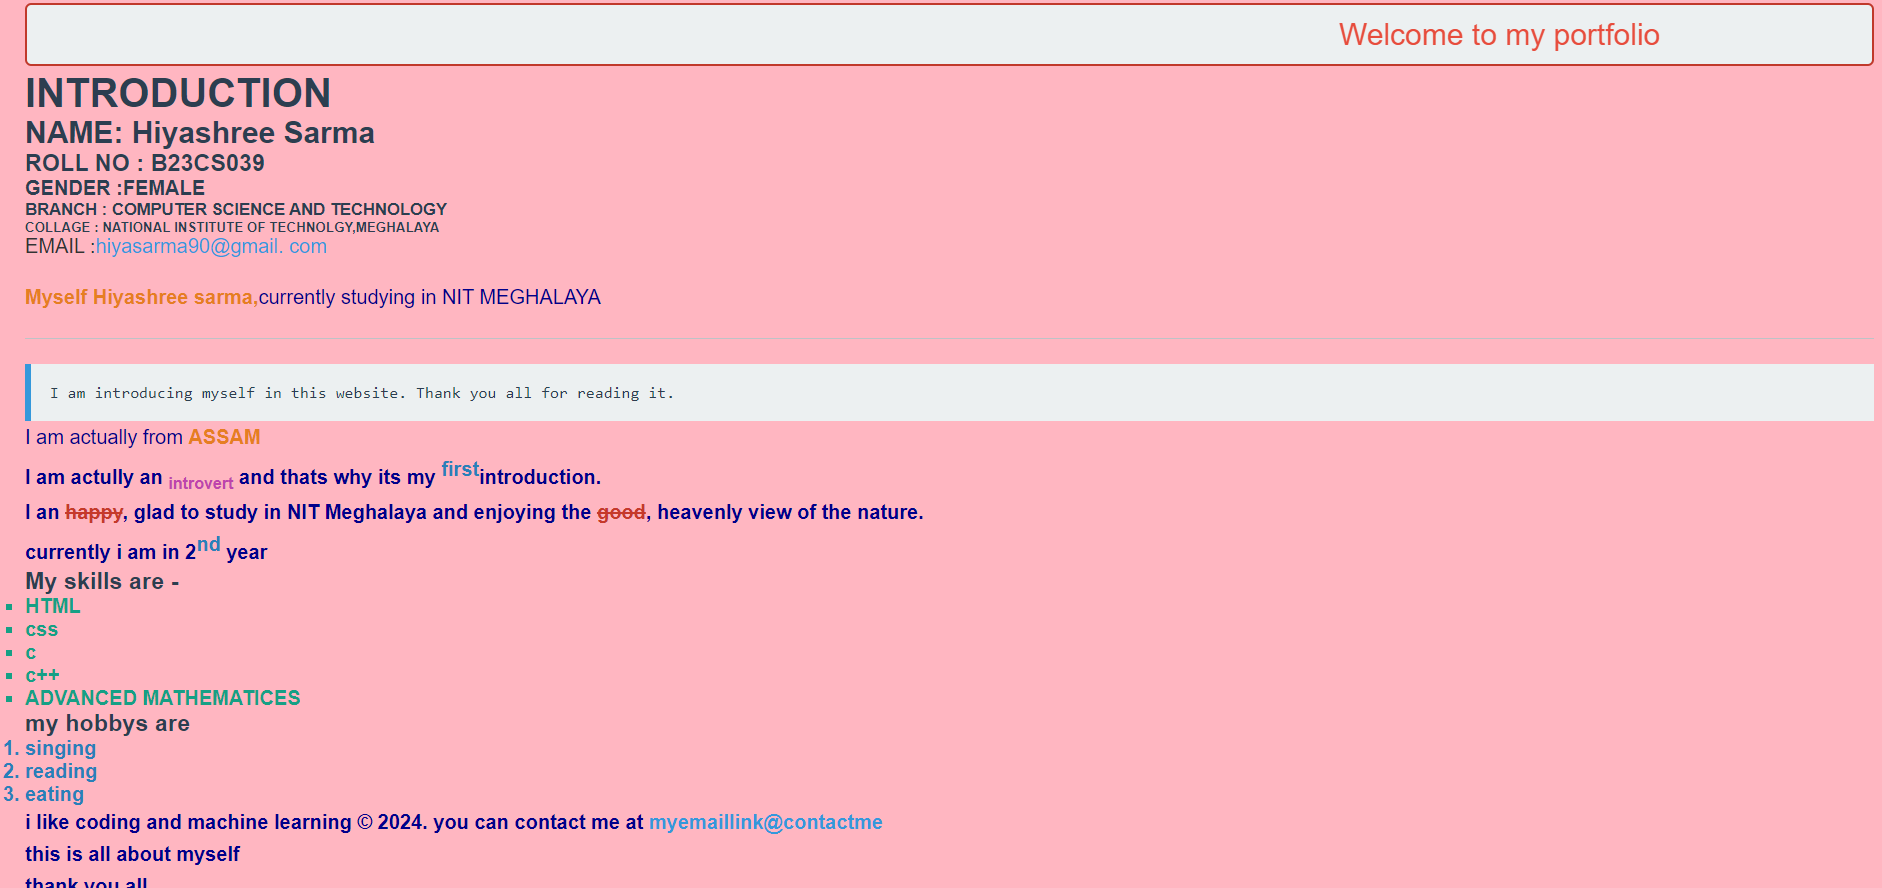 Welcome to my portfolio
INTRODUCTION
NAME: Hiyashree Sarma
ROLL NO : B23CS039
GENDER :FEMALE
BRANCH : COMPUTER SCIENCE AND TECHNOLOGY
COLLAGE : NATIONAL INSTITUTE OF TECHNOLGY,MEGHALAYA
EMAIL :hiyasarma90@gmail. com
Myself Hiyashree sarma,currently studying in NIT MEGHALAYA
I am introducing myself in this website. Thank you all for reading it.
I am actually from ASSAM
I am actully an introvert and thats why its my first introduction.
I an happy, glad to study in NIT Meghalaya and enjoying the good, heavenly view of the nature.
currently i am in 2nd year
My skills are -
HTML
css
c
c++
ADVANCED MATHEMATICES
my hobbys are
1. singing
2. reading
3. eating
i like coding and machine learning © 2024. you can contact me at myemaillink@contactme
this is all about myself
thank you all